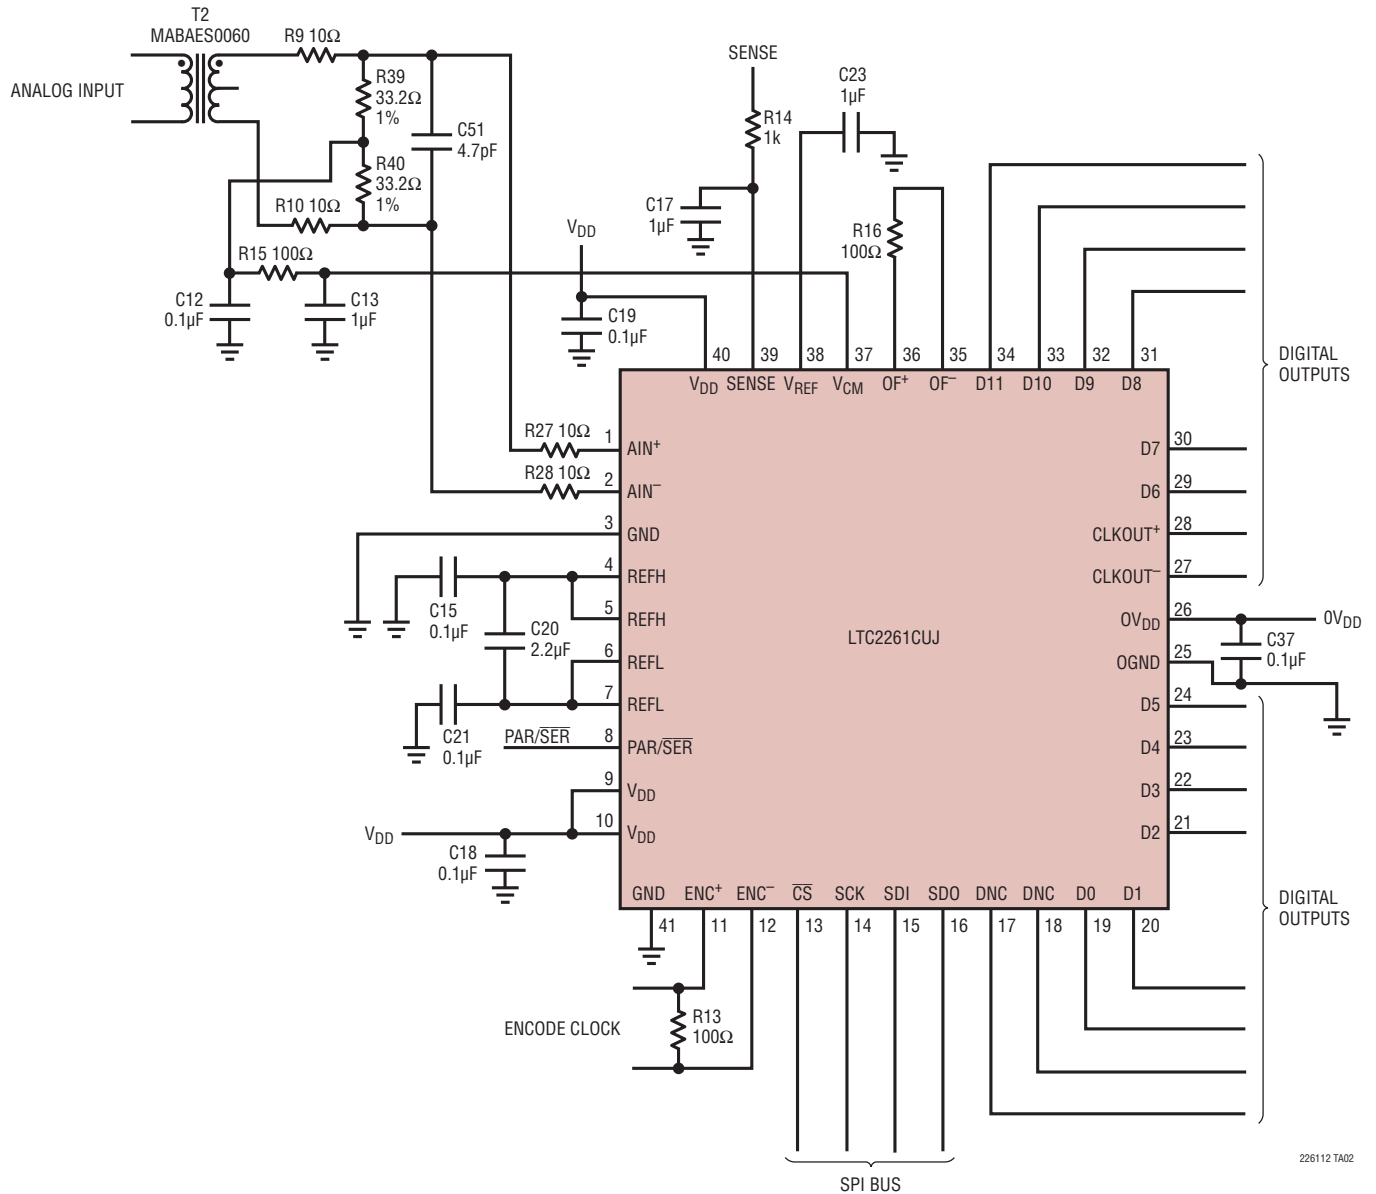 T2
MABAES0060
ANALOG INPUT
R9 10Ω
R39
33.2Ω
1%
C51
4.7pF
R40
33.2Ω
1%
R10 10Ω
R15 100Ω
C12
0.1µF
C13
1µF
SENSE
R14
1k
C23
1µF
C17
1µF
R16
100Ω
VDD
C19
0.1µF
40
39
38
37
36
35
34
33
32
31
VDD
SENSE
VREF
VCM
OF+
OF–
D11
D10
D9
D8
DIGITAL
OUTPUTS
R27 10Ω
1
AIN+
R28 10Ω
2
AIN–
3
GND
4
REFH
5
REFH
6
REFL
7
REFL
C15
0.1µF
C20
2.2µF
C21
0.1µF
PAR/S̅E̅R̅
8
PAR/S̅E̅R̅
9
VDD
10
VDD
VDD
C18
0.1µF
LTC2261CUJ
D7
30
D6
29
CLKOUT+
28
CLKOUT–
27
OVDD
26
0VDD
C37
0.1µF
OGND
25
D5
24
D4
23
D3
22
D2
21
GND
ENC+
ENC–
C̅S̅
SCK
SDI
SDO
DNC
DNC
D0
D1
41
11
12
13
14
15
16
17
18
19
20
DIGITAL
OUTPUTS
ENCODE CLOCK
R13
100Ω
SPI BUS
226112 TA02